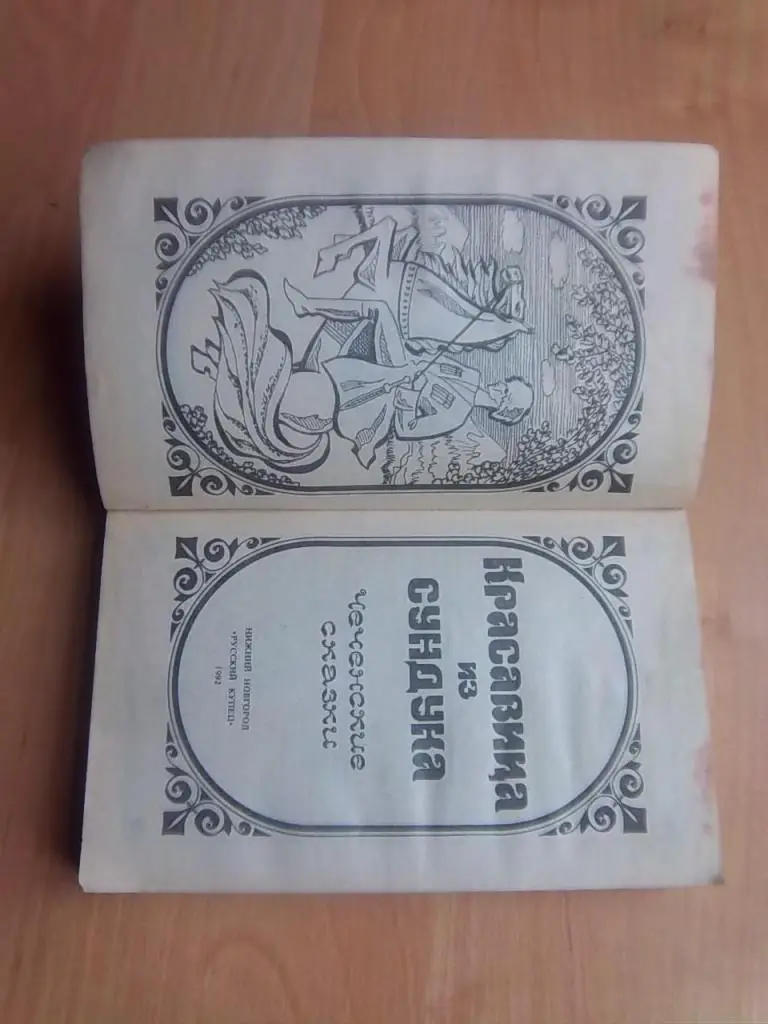 Красавица
из
сундука
чеченские
сказки
НИЖНИЙ НОВГОРОД
«РУССКИЙ КУПЕЦ»
1992